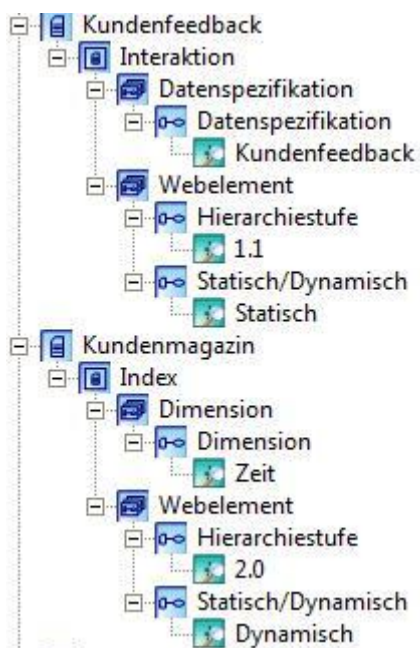 Kundenfeedback
Interaktion
Datenspezifikation
Datenspezifikation
Kundenfeedback
Webelement
Hierarchiestufe
1.1
Statisch/Dynamisch
Statisch
Kundenmagazin
Index
Dimension
Dimension
Zeit
Webelement
Hierarchiestufe
2.0
Statisch/Dynamisch
Dynamisch